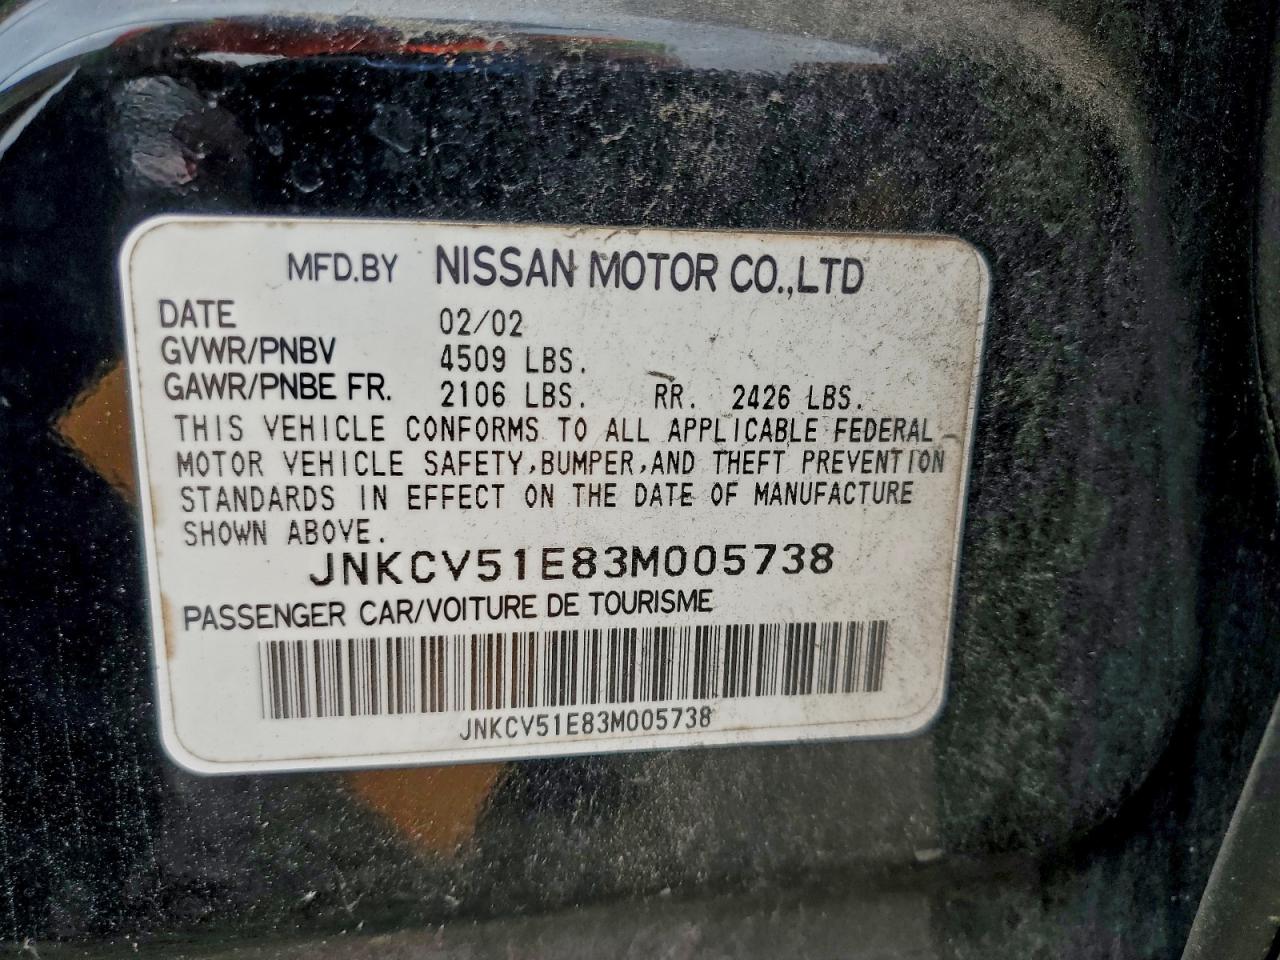 MFD.BY NISSAN MOTOR CO.,LTD
DATE 02/02
GVWR/PNBV 4509 LBS.
GAWR/PNBE FR. 2106 LBS. RR. 2426 LBS.
THIS VEHICLE CONFORMS TO ALL APPLICABLE FEDERAL
MOTOR VEHICLE SAFETY,BUMPER,AND THEFT PREVENTION
STANDARDS IN EFFECT ON THE DATE OF MANUFACTURE
SHOWN ABOVE.
JNKCV51E83M005738
PASSENGER CAR/VOITURE DE TOURISME
JNKCV51E83M005738